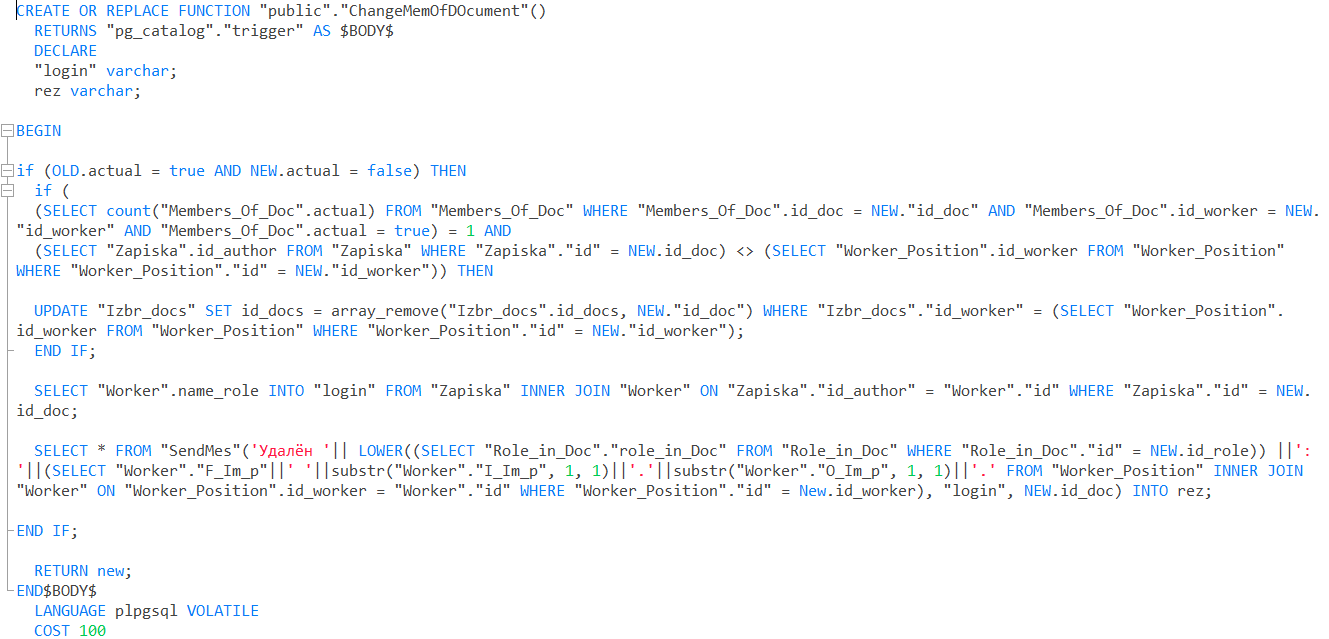 CREATE OR REPLACE FUNCTION "public"."ChangeMemOfDOcument"()
RETURNS "pg_catalog"."trigger" AS $BODY$
DECLARE
"login" varchar;
rez varchar;
BEGIN
if (OLD.actual = true AND NEW.actual = false) THEN
if (
(SELECT count("Members_Of_Doc".actual) FROM "Members_Of_Doc" WHERE "Members_Of_Doc".id_doc = NEW."id_doc" AND "Members_Of_Doc".id_worker = NEW.
"id_worker" AND "Members_Of_Doc".actual = true) = 1 AND
(SELECT "Zapiska".id_author FROM "Zapiska" WHERE "Zapiska"."id" = NEW.id_doc) <> (SELECT "Worker_Position".id_worker FROM "Worker_Position"
WHERE "Worker_Position"."id" = NEW."id_worker")) THEN
UPDATE "Izbr_docs" SET id_docs = array_remove("Izbr_docs".id_docs, NEW."id_doc") WHERE "Izbr_docs"."id_worker" = (SELECT "Worker_Position".
id_worker FROM "Worker_Position" WHERE "Worker_Position"."id" = NEW."id_worker");
END IF;
SELECT "Worker".name_role INTO "login" FROM "Zapiska" INNER JOIN "Worker" ON "Zapiska"."id_author" = "Worker"."id" WHERE "Zapiska"."id" = NEW.
id_doc;
SELECT * FROM "SendMes"('Удалён '|| LOWER((SELECT "Role_in_Doc"."role_in_Doc" FROM "Role_in_Doc" WHERE "Role_in_Doc"."id" = NEW.id_role)) ||':
'||(SELECT "Worker"."F_Im_p"||' '||substr("Worker"."I_Im_p", 1, 1)||'.'||substr("Worker"."O_Im_p", 1, 1)||'.' FROM "Worker_Position" INNER JOIN
"Worker" ON "Worker_Position".id_worker = "Worker"."id" WHERE "Worker_Position"."id" = New.id_worker), "login", NEW.id_doc) INTO rez;
END IF;
RETURN new;
END$BODY$
LANGUAGE plpgsql VOLATILE
COST 100